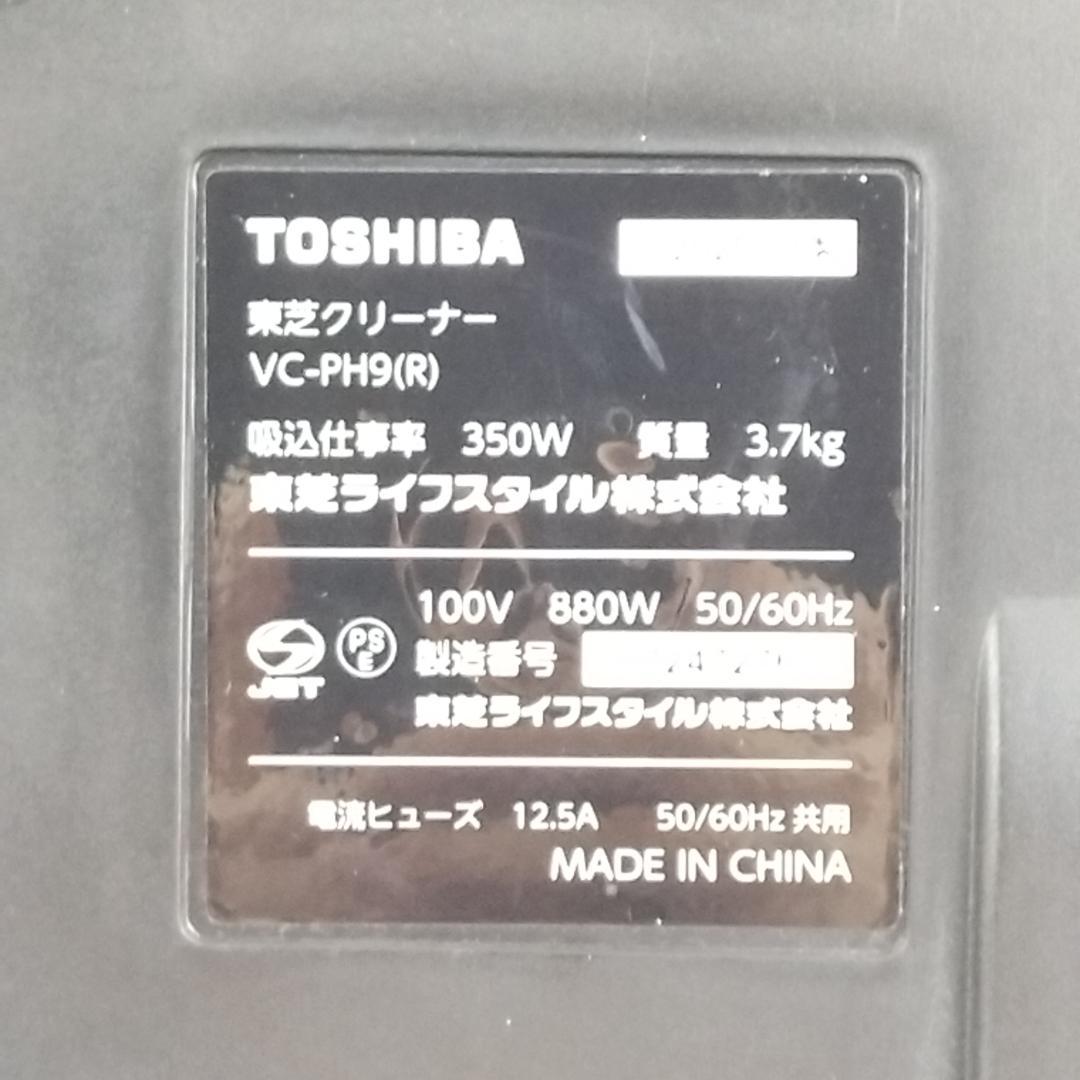 TOSHIBA
東芝クリーナー
VC-PH9(R)
吸込仕事率 350W 質量 3.7kg
東芝ライフスタイル株式会社
100V 880W 50/60Hz
JET
PS
E
製造番号
東芝ライフスタイル株式会社
電流ヒューズ 12.5A 50/60Hz 共用
MADE IN CHINA